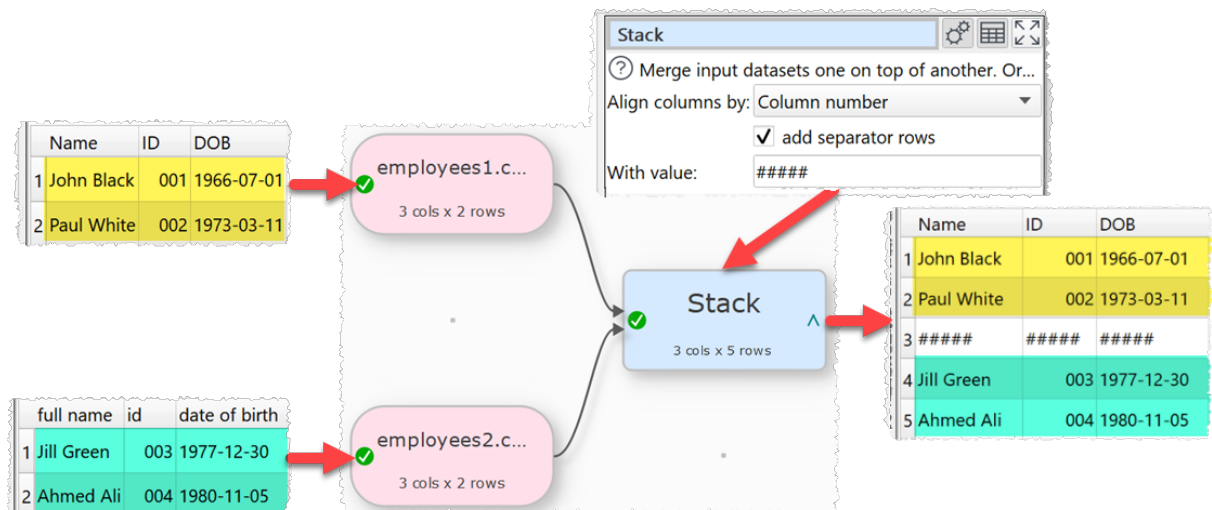 Stack
? Merge input datasets one on top of another. Or...
Align columns by: Column number
add separator rows
With value: #####
Name ID DOB
1 John Black 001 1966-07-01
2 Paul White 002 1973-03-11
employees1.c...
3 cols x 2 rows
Stack
3 cols x 5 rows
Name ID DOB
1 John Black 001 1966-07-01
2 Paul White 002 1973-03-11
3 ##### ##### #####
4 Jill Green 003 1977-12-30
5 Ahmed Ali 004 1980-11-05
full name id date of birth
1 Jill Green 003 1977-12-30
2 Ahmed Ali 004 1980-11-05
employees2.c...
3 cols x 2 rows